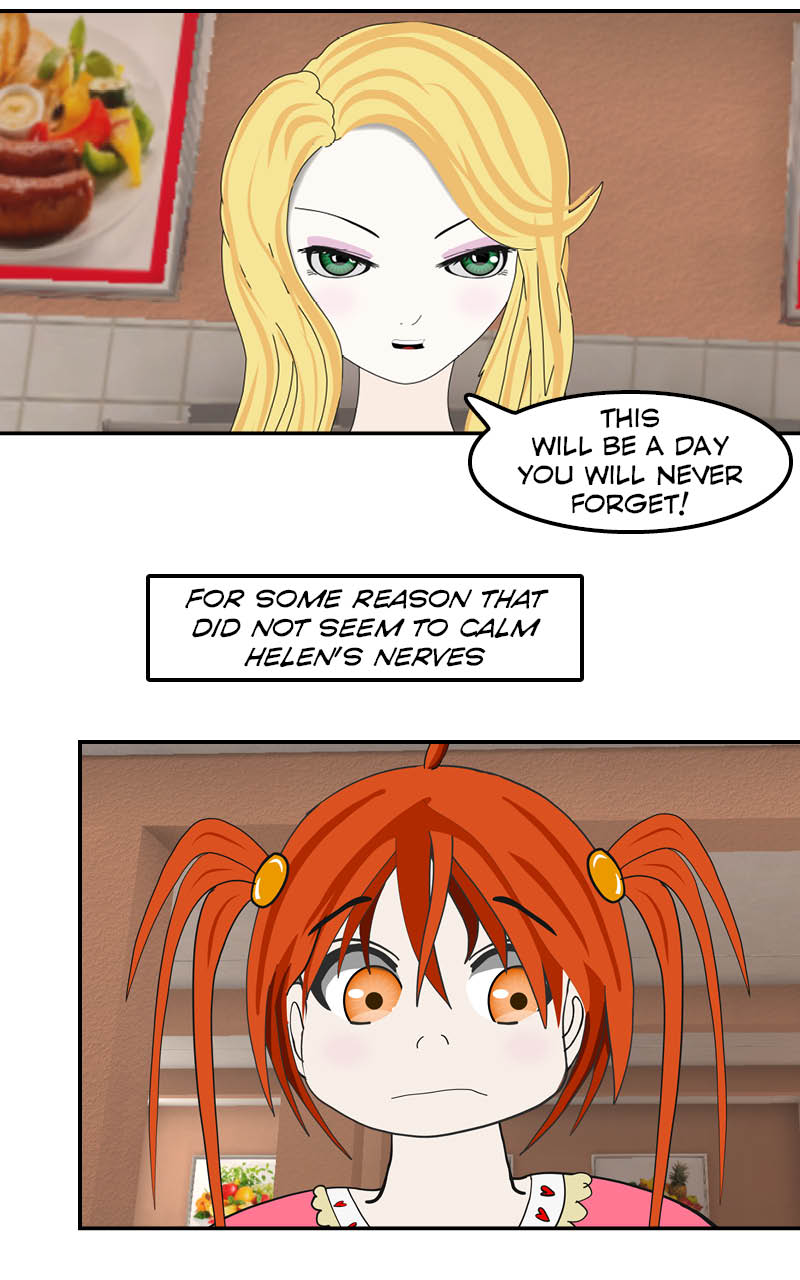 THIS
WILL BE A DAY
YOU WILL NEVER
FORGET!
FOR SOME REASON THAT
DID NOT SEEM TO CALM
HELEN'S NERVES